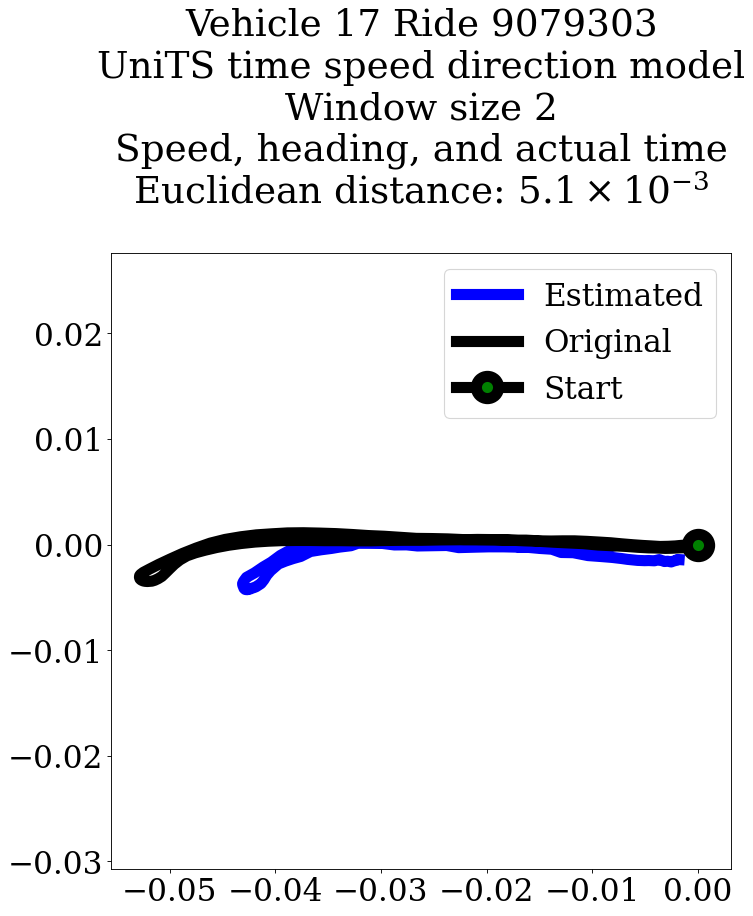 Vehicle 17 Ride 9079303
UniTS time speed direction model
Window size 2
Speed, heading, and actual time
Euclidean distance: 5.1 × 10⁻³
Estimated
Original
Start
0.02
0.01
0.00
−0.01
−0.02
−0.03
−0.05 −0.04 −0.03 −0.02 −0.01 0.00